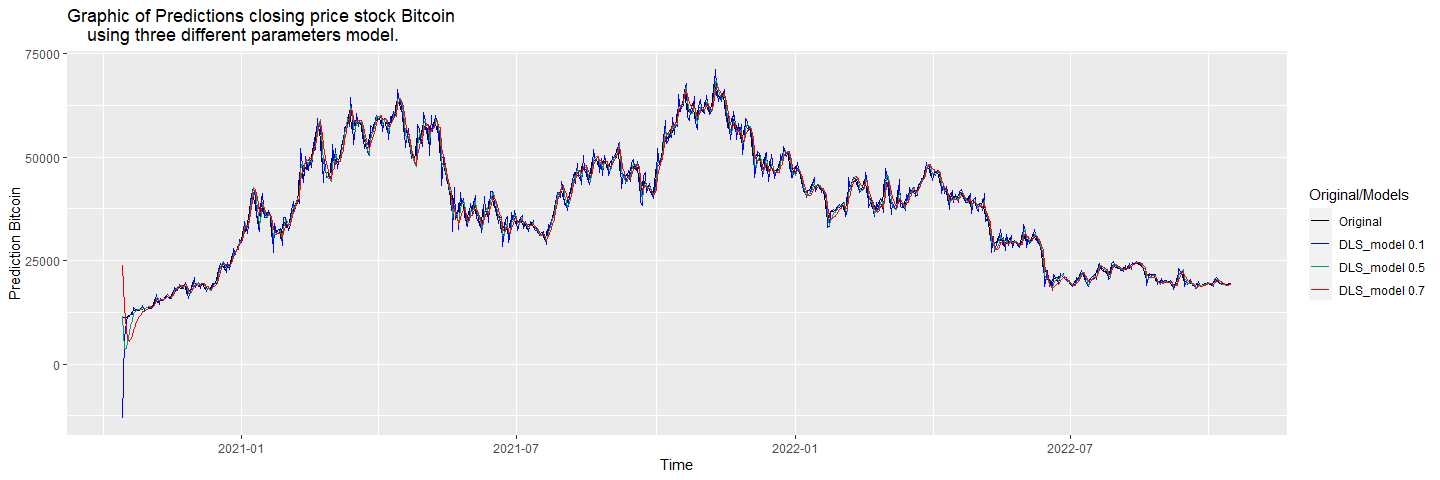 Graphic of Predictions closing price stock Bitcoin
using three different parameters model.
75000
50000
25000
0
Prediction Bitcoin
2021-01
2021-07
2022-01
2022-07
Time
Original/Models
Original
DLS_model 0.1
DLS_model 0.5
DLS_model 0.7